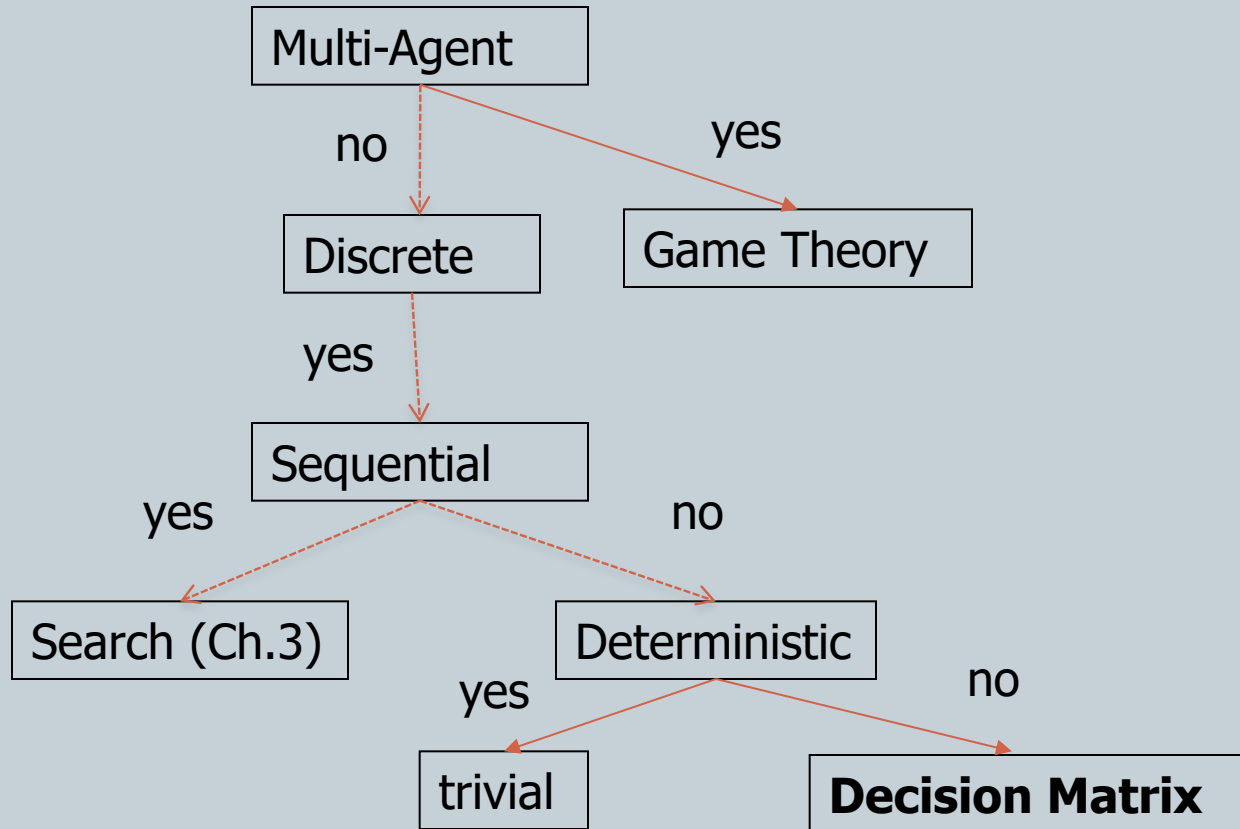 Multi-Agent
no
yes
Discrete
Game Theory
yes
Sequential
yes
no
Search (Ch.3)
Deterministic
yes
no
trivial
Decision Matrix